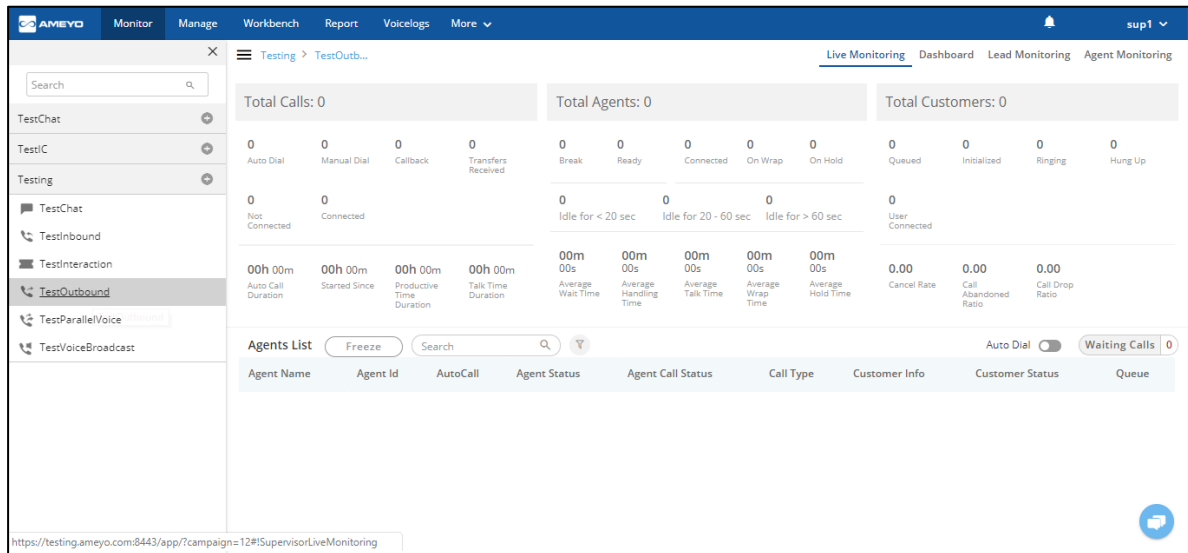 AMEYO Monitor Manage Workbench Report Voicelogs More sup1
Testing > TestOutb... Live Monitoring Dashboard Lead Monitoring Agent Monitoring
Search
TestChat
TestIC
Testing
TestChat
TestInbound
TestInteraction
TestOutbound
TestParallelVoice
TestVoiceBroadcast
Total Calls: 0
0 0 0 0
Auto Dial Manual Dial Callback Transfers
Received
0 0
Not Connected
Connected
00h 00m 00h 00m 00h 00m 00h 00m
Auto Call Started Since Productive Talk Time
Duration Time Duration
Duration
Total Agents: 0
0 0 0 0 0
Break Ready Connected On Wrap On Hold
0 0 0
Idle for < 20 sec Idle for 20 - 60 sec Idle for > 60 sec
00m 00m 00m 00m 00m
00s 00s 00s 00s 00s
Average Average Average Average Average
Wait Time Handling Talk Time Wrap Hold Time
Time Time
Total Customers: 0
0 0 0 0
Queued Initialized Ringing Hung Up
0
User
Connected
0.00 0.00 0.00
Cancel Rate Call Call Drop
Abandoned Ratio
Ratio
Agents List Freeze Search Auto Dial Waiting Calls 0
Agent Name Agent Id AutoCall Agent Status Agent Call Status Call Type Customer Info Customer Status Queue
https://testing.ameyo.com:8443/app/?campaign=12#!SupervisorLiveMonitoring